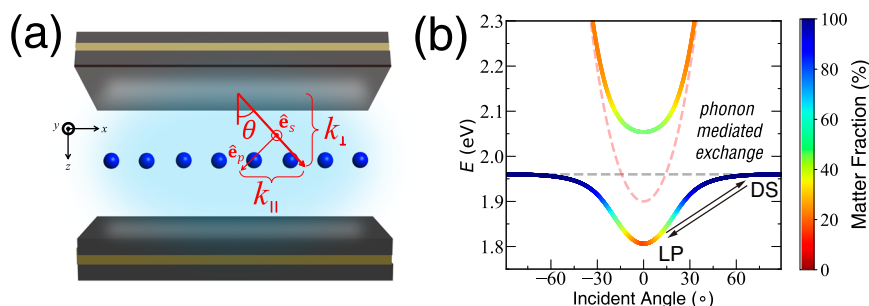 (a)
y
x
z
θ
ê_s
ê_p
k_⊥
k_||
(b)
2.3
2.2
2.1
2.0
1.9
1.8
E (eV)
phonon
mediated
exchange
DS
LP
−60 −30 0 30 60
Incident Angle (∘)
100
80
60
40
20
0
Matter Fraction (%)